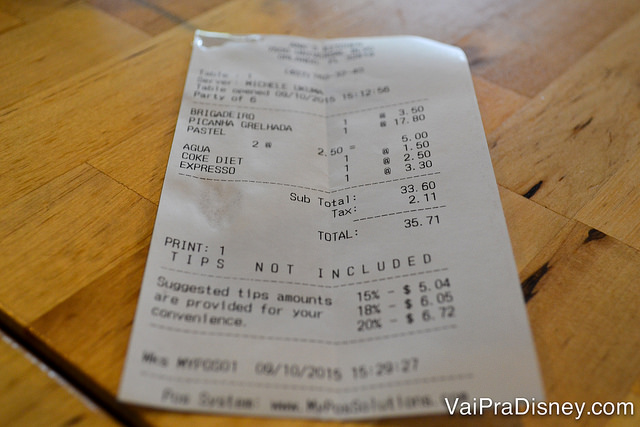 Table : 1
Server: MICHELE
Table opened 09/10/2015 15:12:56
Party of 6
BRIGADEIRO 1 @ 3.50
PICANHA GRELHADA 1 @ 17.80
PASTEL
2 @ 2.50 = 5.00
AGUA 1 @ 1.50
COKE DIET 1 @ 2.50
EXPRESSO 1 @ 3.30
Sub Total: 33.60
Tax: 2.11
TOTAL: 35.71
PRINT: 1
TIPS NOT INCLUDED
Suggested tips amounts
are provided for your
convenience.
15% - $ 5.04
18% - $ 6.05
20% - $ 6.72
09/10/2015 15:29:27
Pos System: www.MyPosSolutions.
VaiPraDisney.com